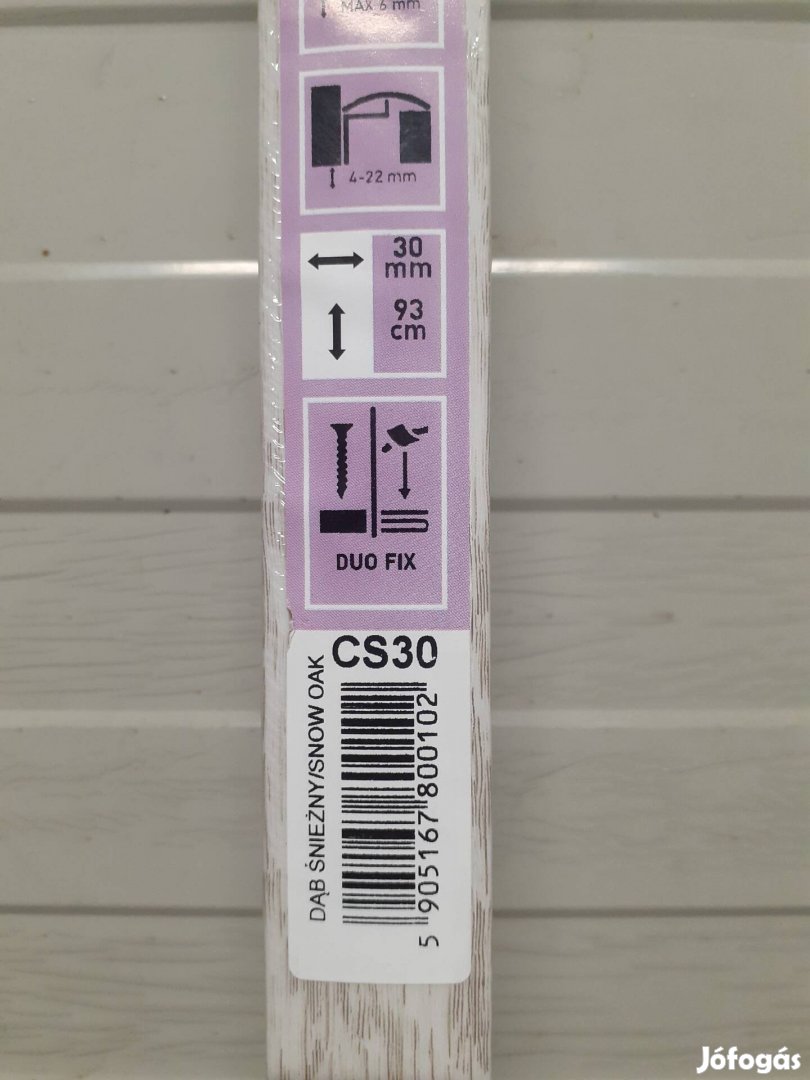 MAX 6 mm
4-22 mm
30
mm
93
cm
DUO FIX
CS30
DĄB ŚNIEŻNY/SNOW OAK
5 905167 800102
Jófogás